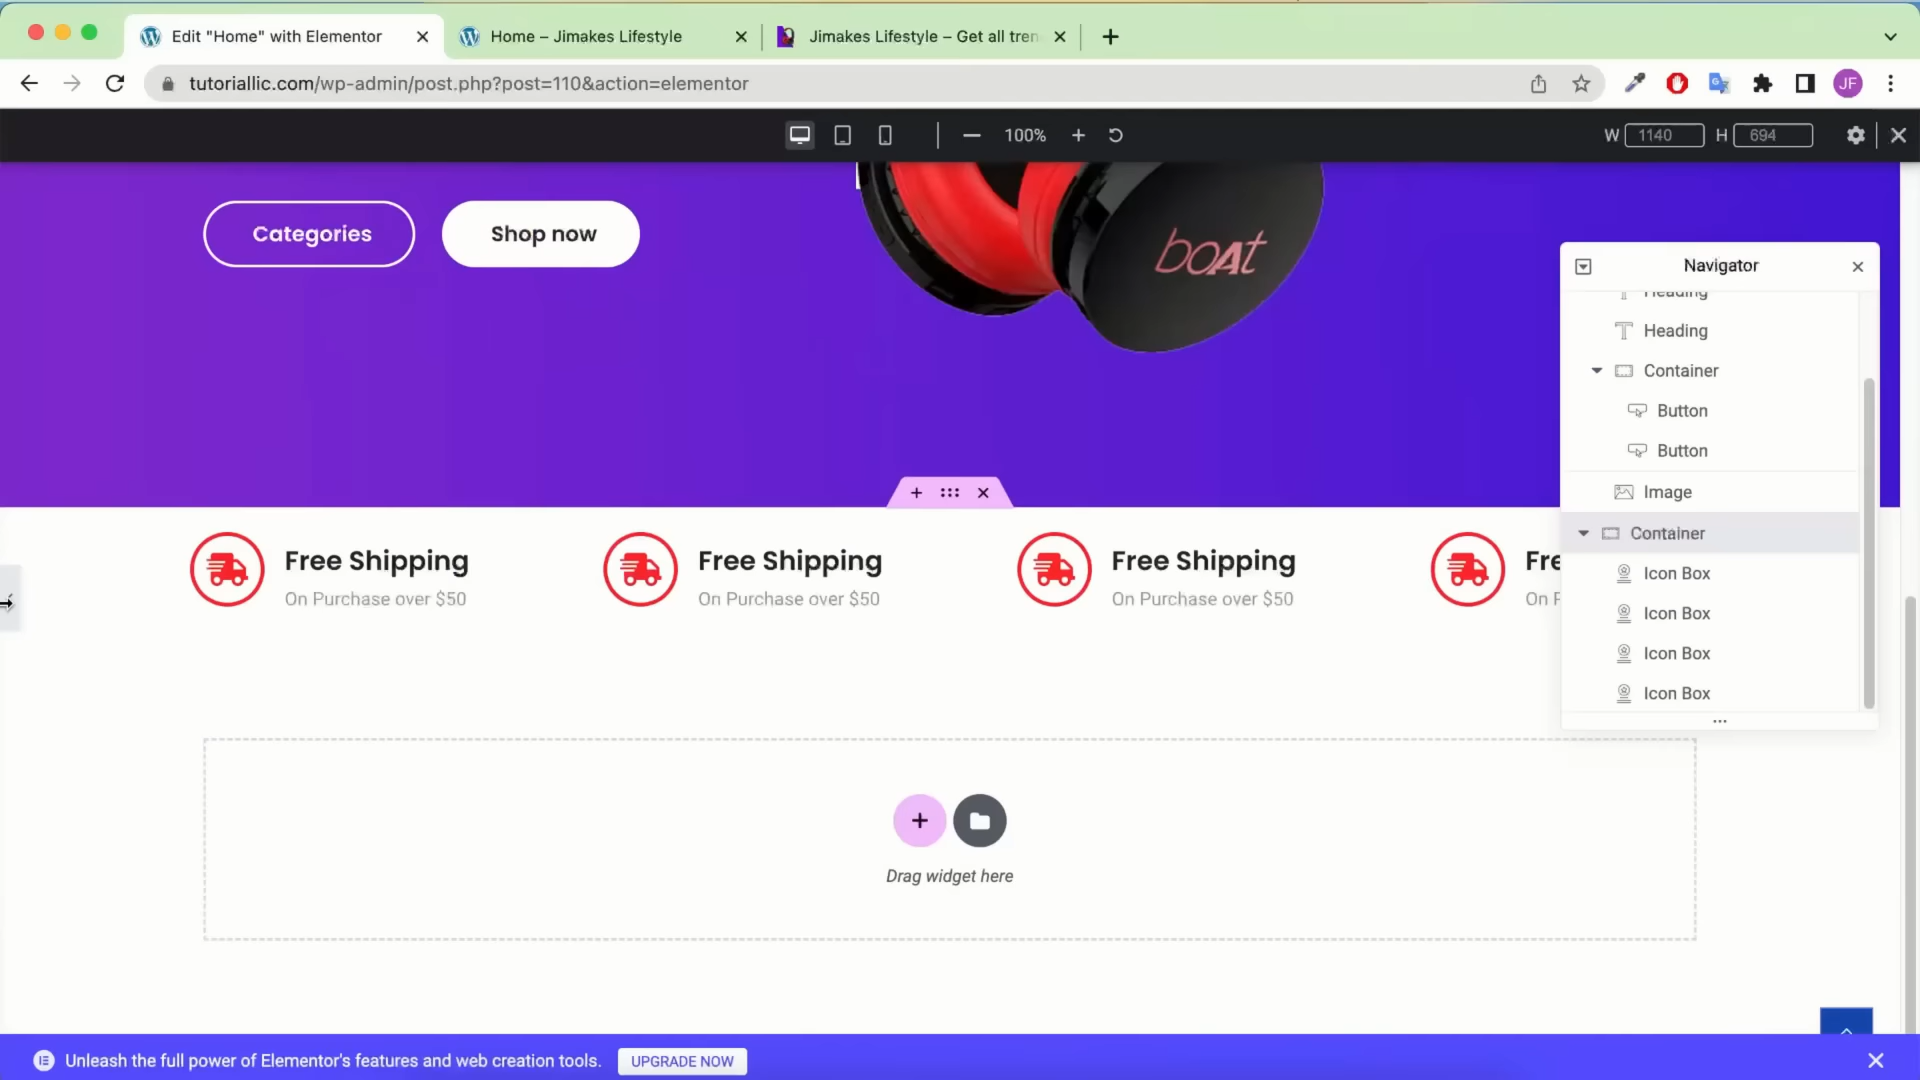 Edit "Home" with Elementor
Home – Jimakes Lifestyle
Jimakes Lifestyle – Get all tren
tutoriallic.com/wp-admin/post.php?post=110&action=elementor
JF
100%
W 1140 H 694
Categories
Shop now
boAt
Navigator
Heading
Heading
Container
Button
Button
Image
Container
Icon Box
Icon Box
Icon Box
Icon Box
Free Shipping
On Purchase over $50
Free Shipping
On Purchase over $50
Free Shipping
On Purchase over $50
Fre
On P
Drag widget here
Unleash the full power of Elementor's features and web creation tools.
UPGRADE NOW